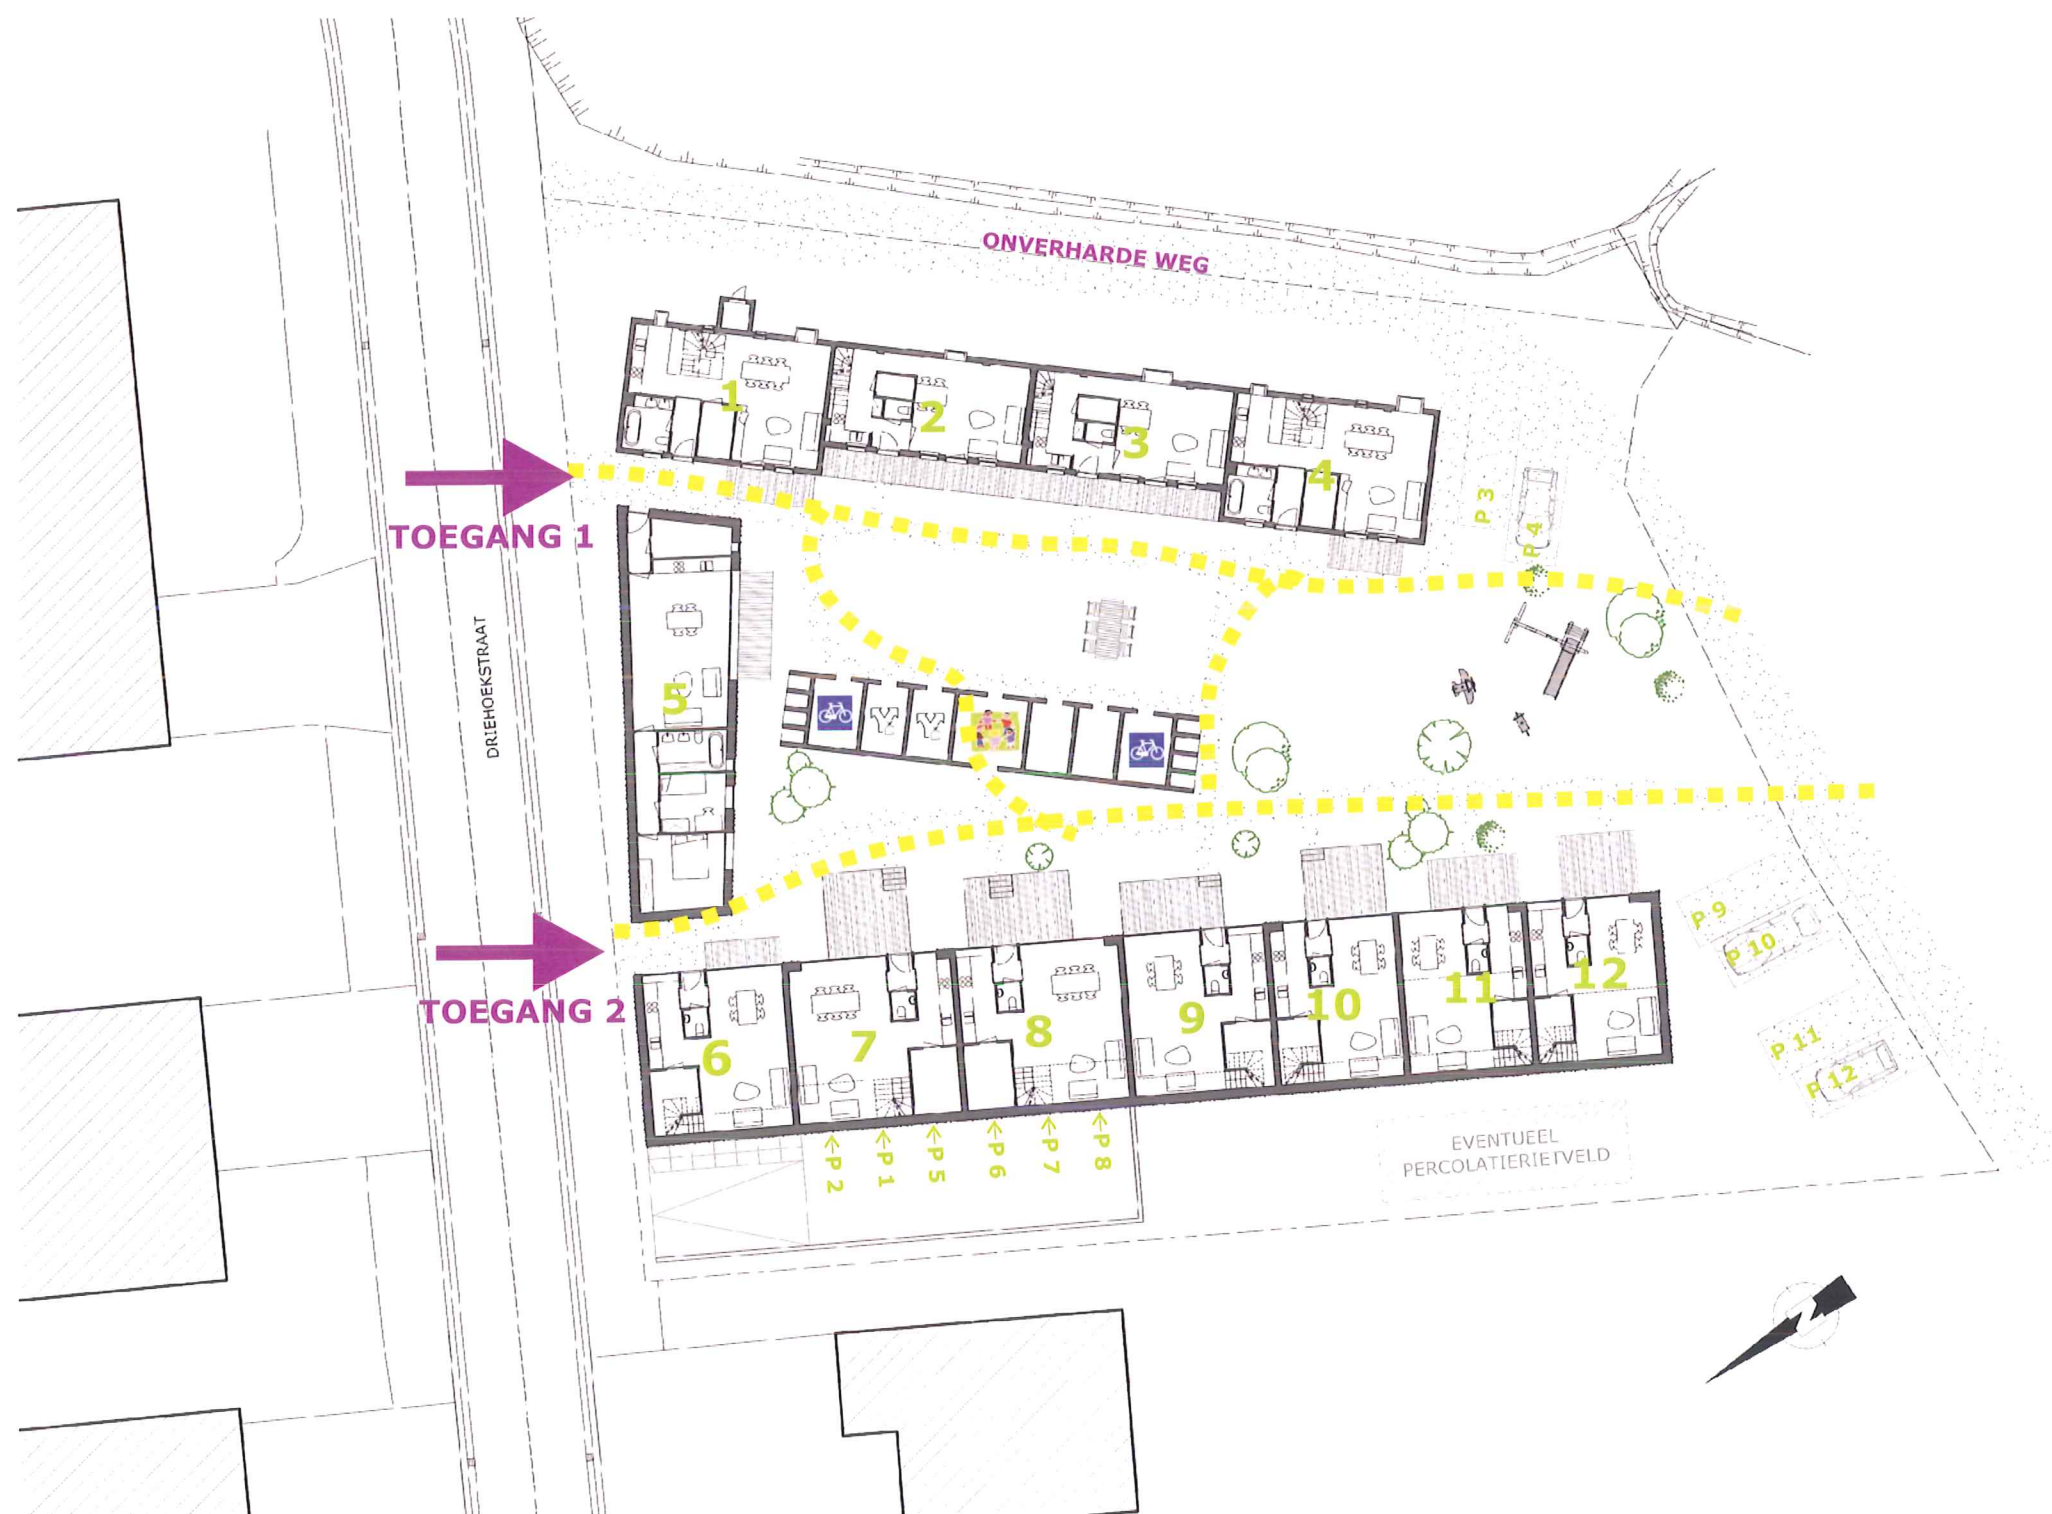 ONVERHARDE WEG
1
2
3
4
P 3
P 4
TOEGANG 1
DRIEHOEKSTRAAT
5
TOEGANG 2
6
7
8
9
10
11
12
P 9
P 10
P 11
P 12
←P 2
←P 1
←P 5
←P 6
←P 7
←P 8
EVENTUEEL
PERCOLATIERIETVELD